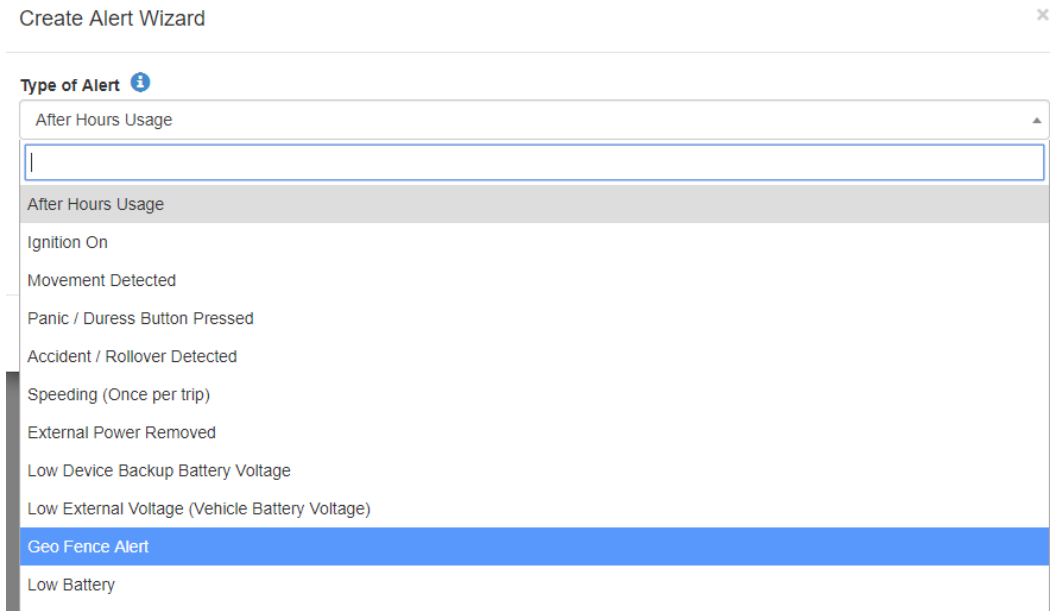 Create Alert Wizard
×
Type of Alert
After Hours Usage
After Hours Usage
Ignition On
Movement Detected
Panic / Duress Button Pressed
Accident / Rollover Detected
Speeding (Once per trip)
External Power Removed
Low Device Backup Battery Voltage
Low External Voltage (Vehicle Battery Voltage)
Geo Fence Alert
Low Battery